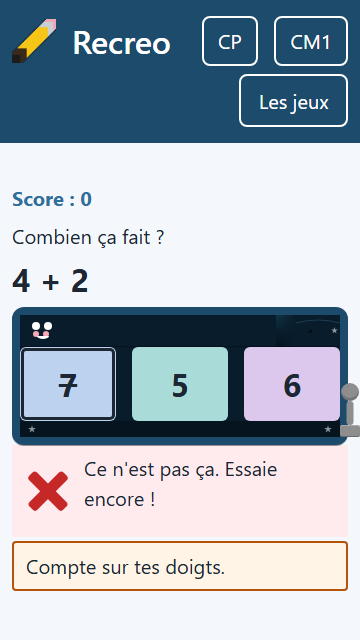 Recreo
CP
CM1
Les jeux
Score : 0
Combien ça fait ?
4 + 2
7
5
6
Ce n'est pas ça. Essaie
encore !
Compte sur tes doigts.